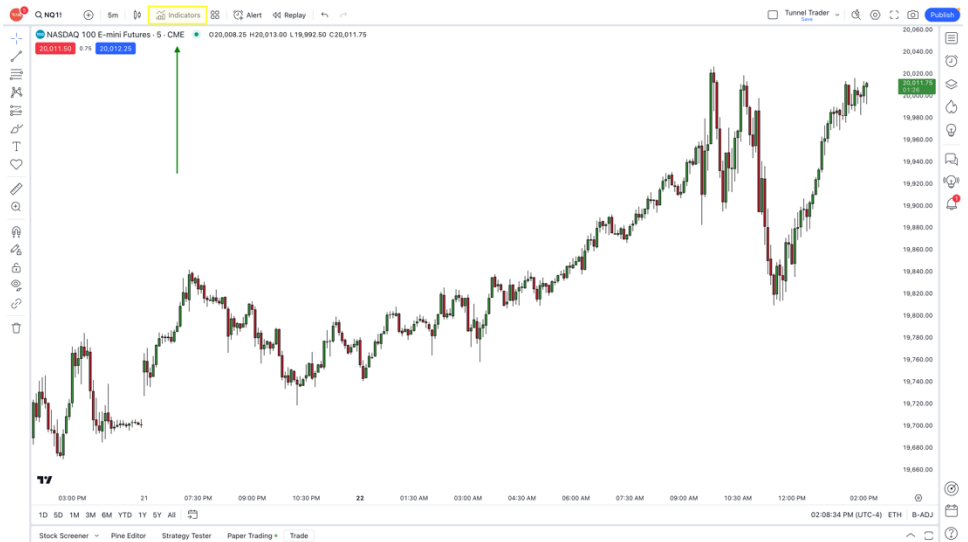 NQ1!
5m
Indicators
Alert
Replay
Tunnel Trader
Save
Publish
NASDAQ 100 E-mini Futures · 5 · CME
O20,008.25 H20,013.00 L19,992.50 C20,011.75
20,011.50 0.75 20,012.25
20,060.00
20,040.00
20,020.00
20,011.75
01:26
20,000.00
19,980.00
19,960.00
19,940.00
19,920.00
19,900.00
19,880.00
19,860.00
19,840.00
19,820.00
19,800.00
19,780.00
19,760.00
19,740.00
19,720.00
19,700.00
19,680.00
19,660.00
03:00 PM 21 07:30 PM 09:00 PM 10:30 PM 22 01:30 AM 03:00 AM 04:30 AM 06:00 AM 07:30 AM 09:00 AM 10:30 AM 12:00 PM 02:00 PM
1D 5D 1M 3M 6M YTD 1Y 5Y All
02:08:34 PM (UTC-4) ETH B-ADJ
Stock Screener Pine Editor Strategy Tester Paper Trading Trade